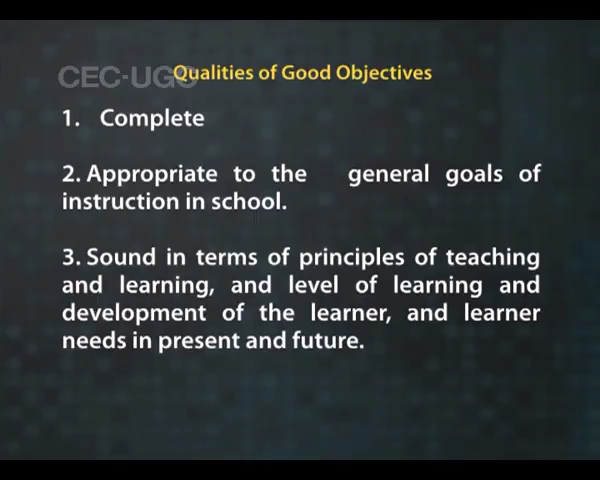 CEC-UGC
Qualities of Good Objectives
1. Complete
2. Appropriate to the general goals of
instruction in school.
3. Sound in terms of principles of teaching
and learning, and level of learning and
development of the learner, and learner
needs in present and future.